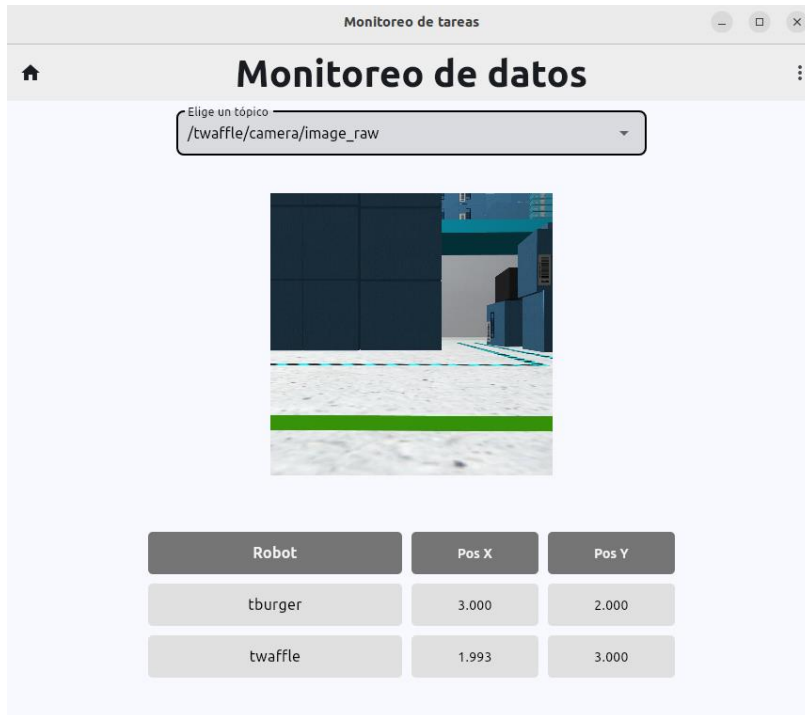 Monitoreo de tareas
Monitoreo de datos
Elige un tópico
/twaffle/camera/image_raw
Robot Pos X Pos Y
tburger 3.000 2.000
twaffle 1.993 3.000